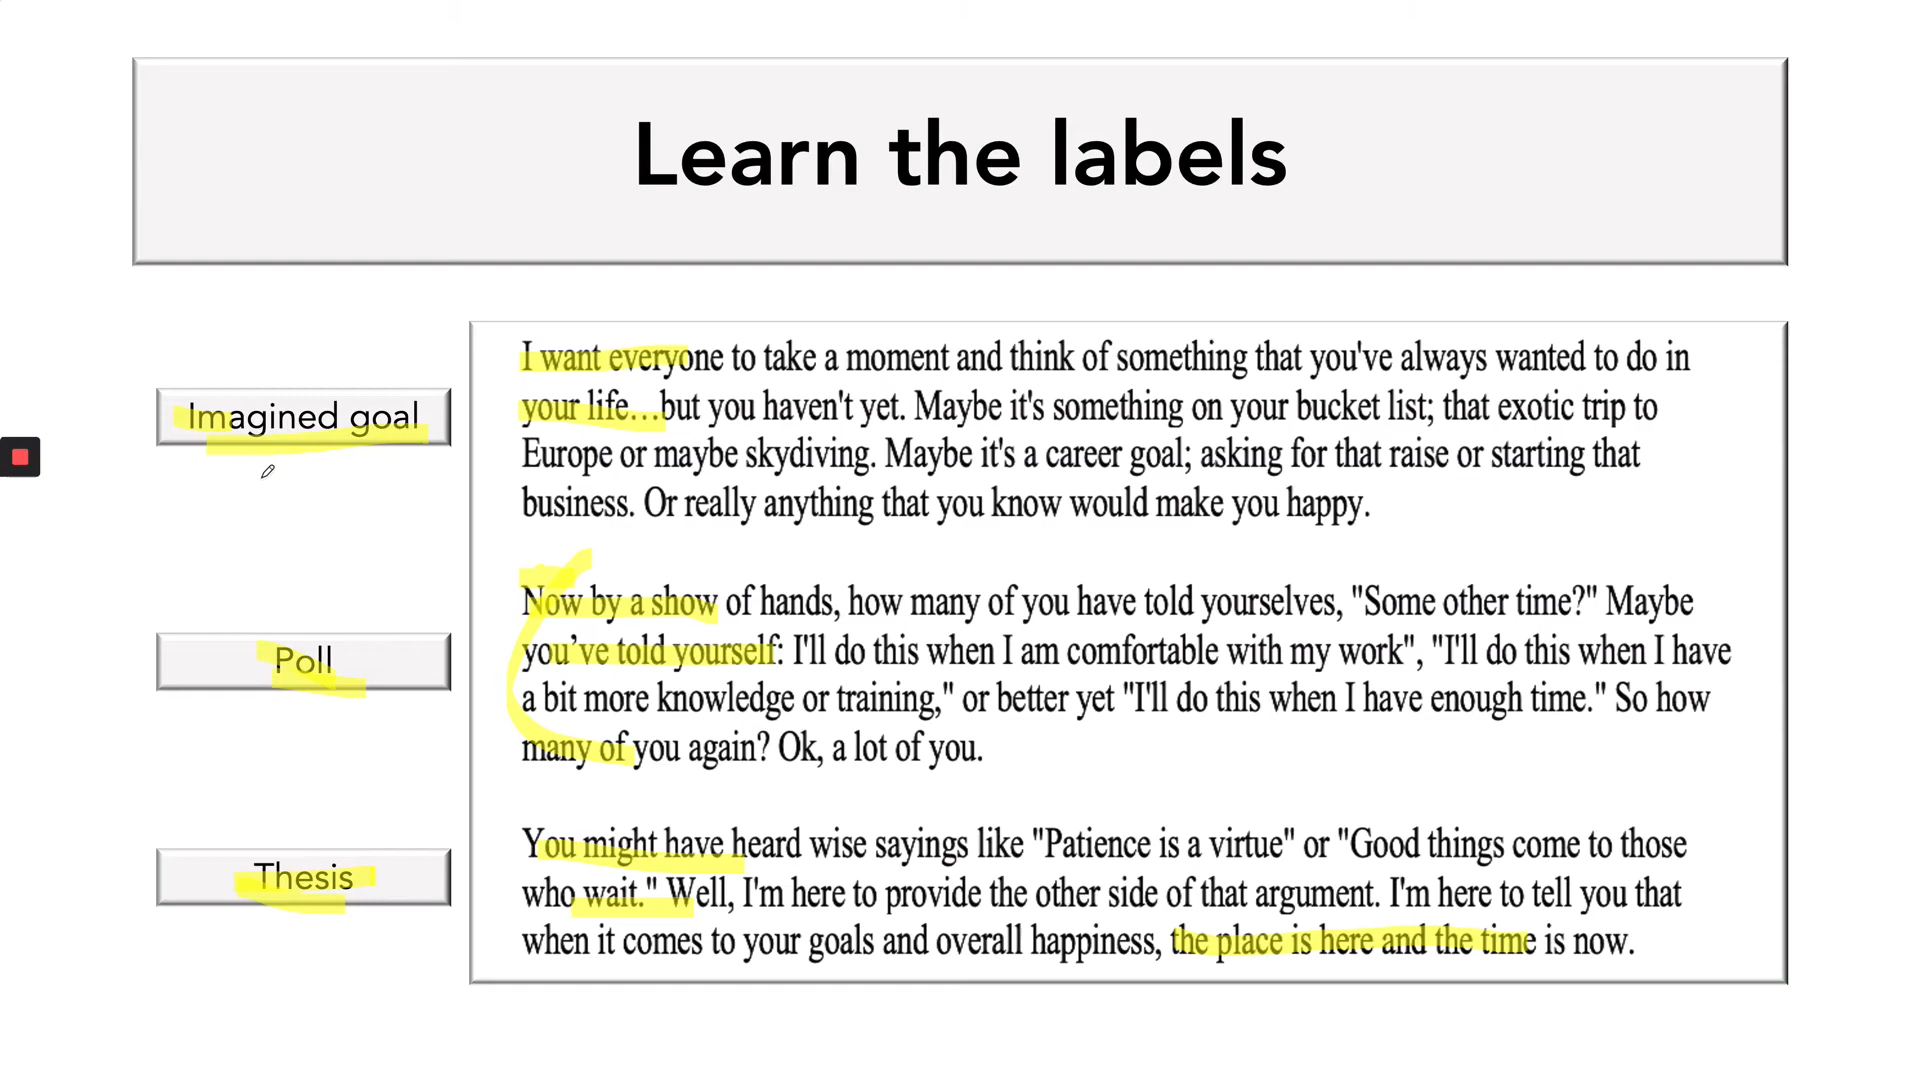 Learn the labels
Imagined goal
I want everyone to take a moment and think of something that you've always wanted to do in
your life…but you haven't yet. Maybe it's something on your bucket list; that exotic trip to
Europe or maybe skydiving. Maybe it's a career goal; asking for that raise or starting that
business. Or really anything that you know would make you happy.
Poll
Now by a show of hands, how many of you have told yourselves, "Some other time?" Maybe
you’ve told yourself: I'll do this when I am comfortable with my work", "I'll do this when I have
a bit more knowledge or training," or better yet "I'll do this when I have enough time." So how
many of you again? Ok, a lot of you.
Thesis
You might have heard wise sayings like "Patience is a virtue" or "Good things come to those
who wait." Well, I'm here to provide the other side of that argument. I'm here to tell you that
when it comes to your goals and overall happiness, the place is here and the time is now.